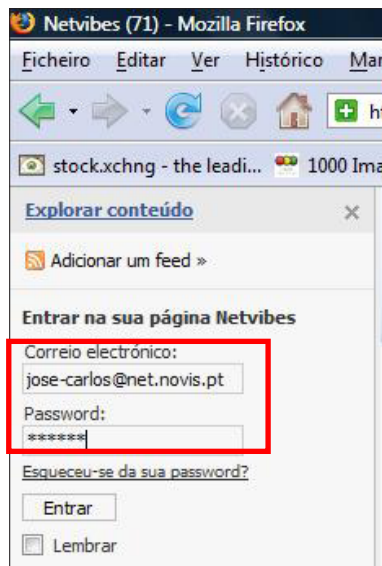 Netvibes (71) - Mozilla Firefox
Ficheiro Editar Ver Histórico Mar
h
stock.xchng - the leadi... 1000 Ima
Explorar conteúdo
Adicionar um feed »
Entrar na sua página Netvibes
Correio electrónico:
jose-carlos@net.novis.pt
Password:
******
Esqueceu-se da sua password?
Entrar
Lembrar